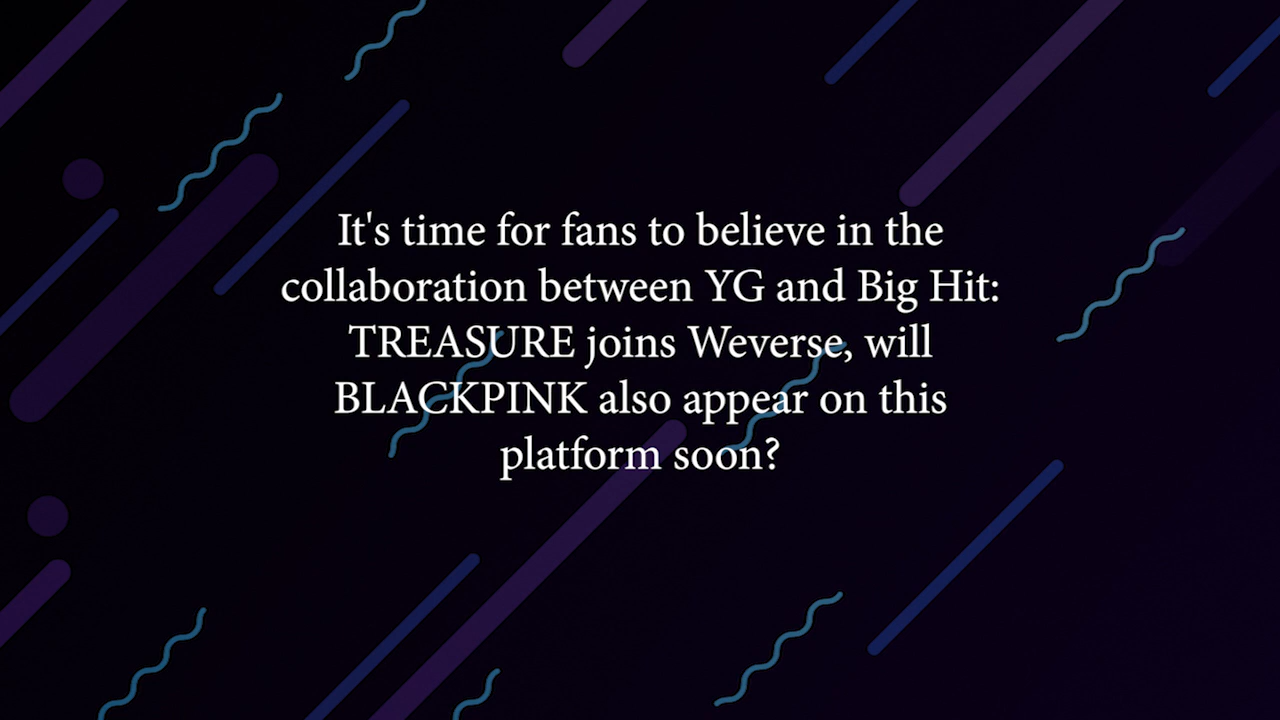 It's time for fans to believe in the
collaboration between YG and Big Hit:
TREASURE joins Weverse, will
BLACKPINK also appear on this
platform soon?